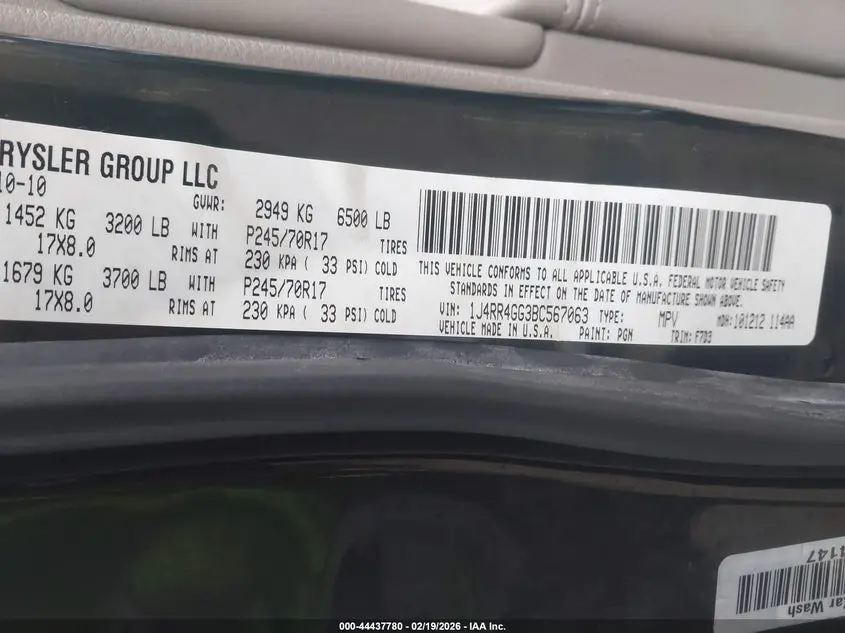 RYSLER GROUP LLC
10-10
GVWR: 2949 KG 6500 LB
1452 KG 3200 LB WITH P245/70R17 TIRES
17X8.0 RIMS AT 230 KPA ( 33 PSI) COLD
1679 KG 3700 LB WITH P245/70R17 TIRES
17X8.0 RIMS AT 230 KPA ( 33 PSI) COLD
THIS VEHICLE CONFORMS TO ALL APPLICABLE U.S.A. FEDERAL MOTOR VEHICLE SAFETY
STANDARDS IN EFFECT ON THE DATE OF MANUFACTURE SHOWN ABOVE.
VIN: 1J4RR4GG3BC567063 TYPE: MPV MDH:101212 114AA
VEHICLE MADE IN U.S.A. PAINT: PGN TRIM: F7D3
4147
Car Wash
000-44437780 — 02/19/2026 — IAA Inc.